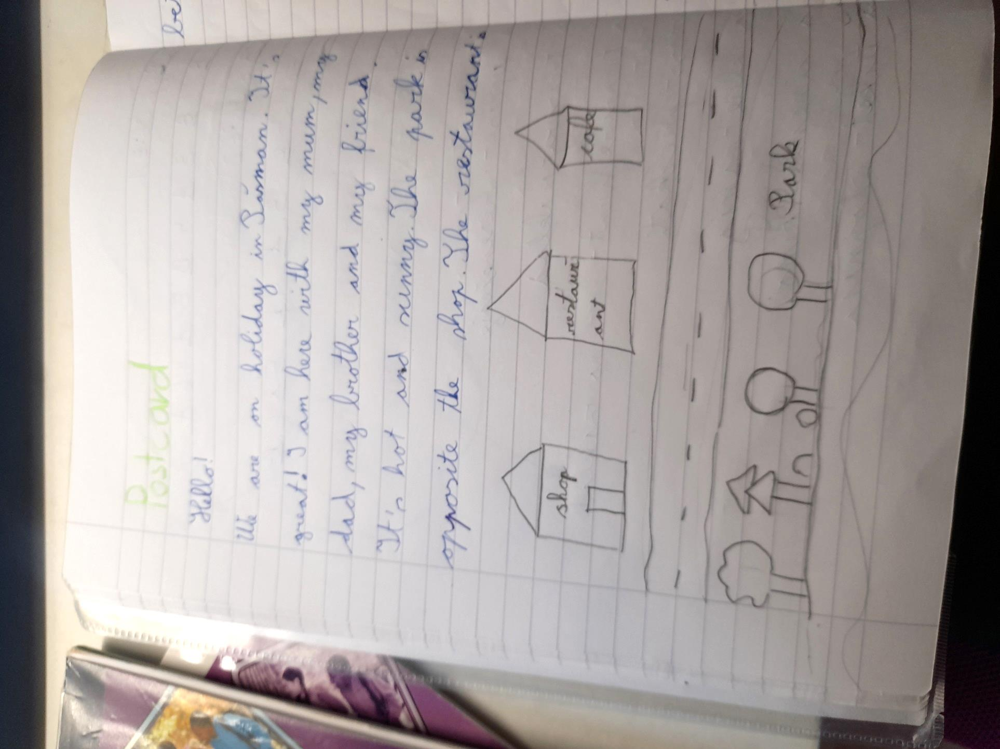 Postcard
Hello!
We are on holiday in It's
great! I am here with my mum, my
dad, my brother and my friend.
It's hot and sunny. The park is
opposite the shop. The restaurant is
shop
restaur
ant
cafe
Park
be